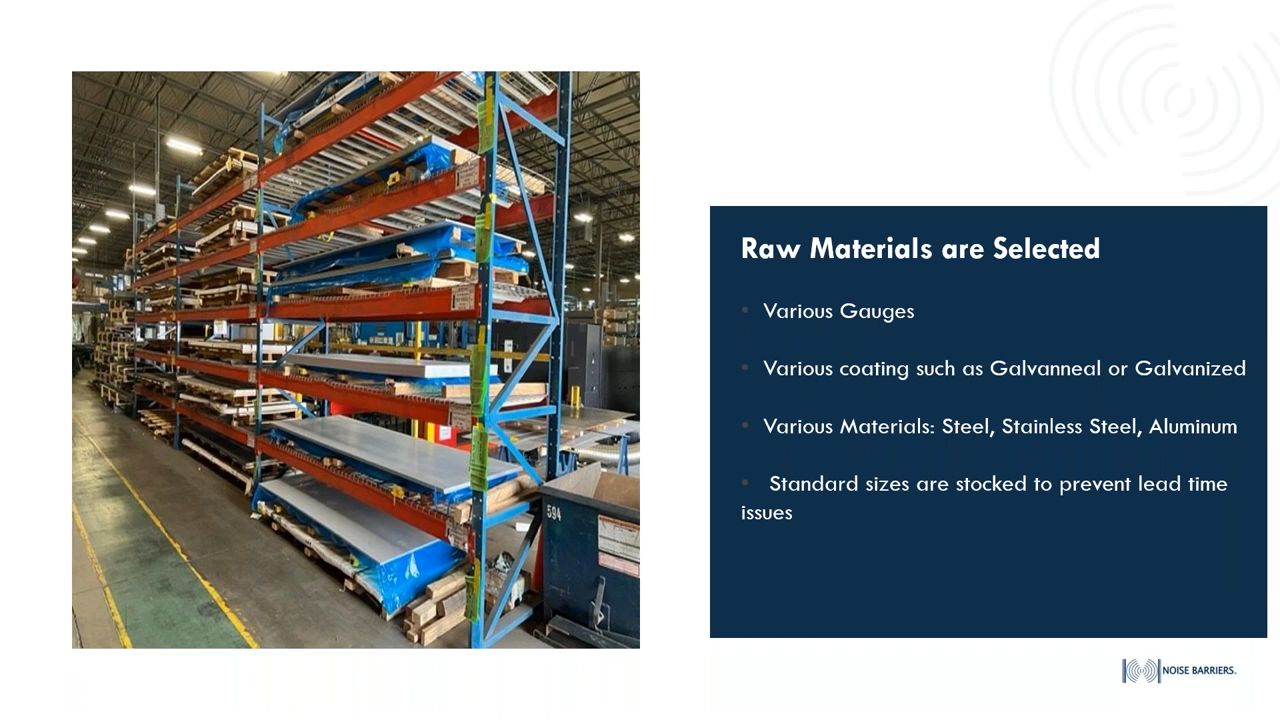 Raw Materials are Selected
Various Gauges
Various coating such as Galvanneal or Galvanized
Various Materials: Steel, Stainless Steel, Aluminum
Standard sizes are stocked to prevent lead time
issues
594
NOISE BARRIERS.